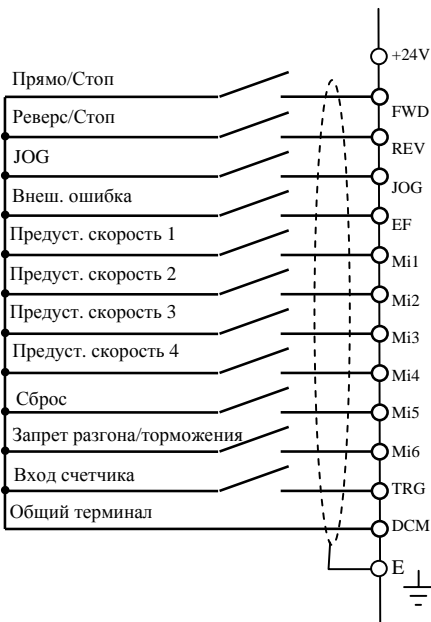 +24V
Прямо/Стоп
FWD
Реверс/Стоп
REV
JOG
JOG
Внеш. ошибка
EF
Предуст. скорость 1
Mi1
Предуст. скорость 2
Mi2
Предуст. скорость 3
Mi3
Предуст. скорость 4
Mi4
Сброс
Mi5
Запрет разгона/торможения
Mi6
Вход счетчика
TRG
Общий терминал
DCM
E